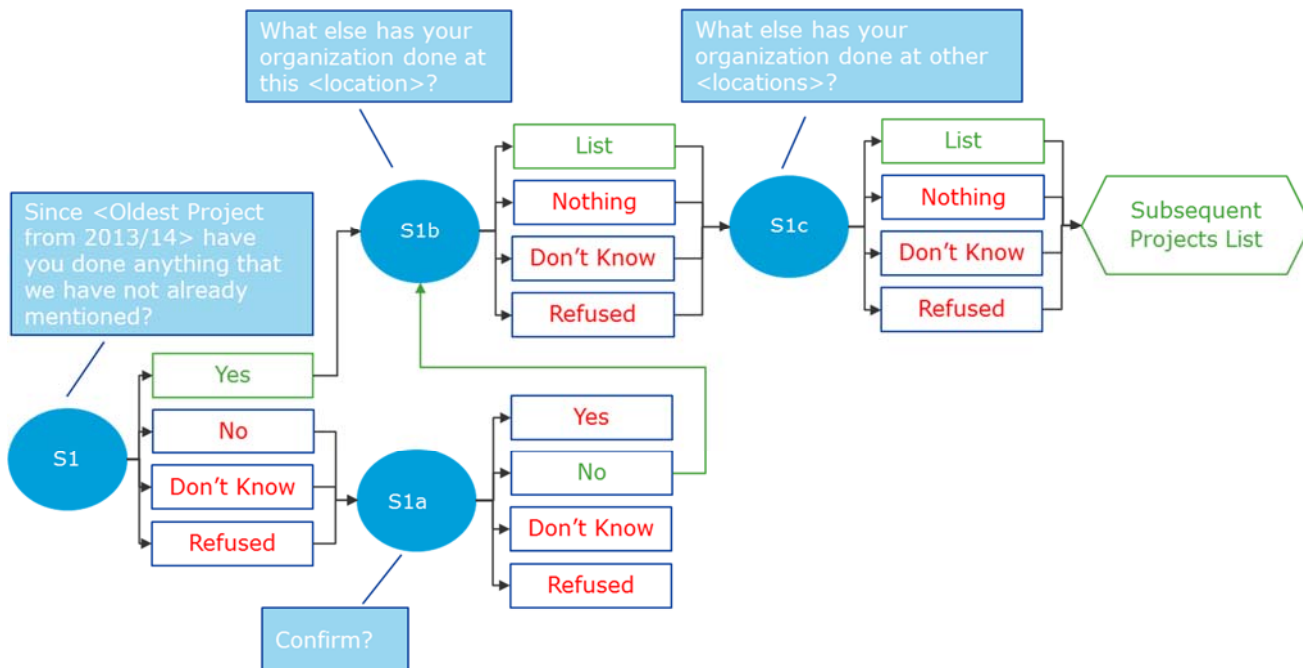 What else has your
organization done at
this <location>?
What else has your
organization done at other
<locations>?
List
Nothing
Don't Know
Refused
S1b
List
Nothing
Don't Know
Refused
S1c
Subsequent
Projects List
Since <Oldest Project
from 2013/14> have
you done anything that
we have not already
mentioned?
Yes
No
Don't Know
Refused
S1
Yes
No
Don't Know
Refused
S1a
Confirm?